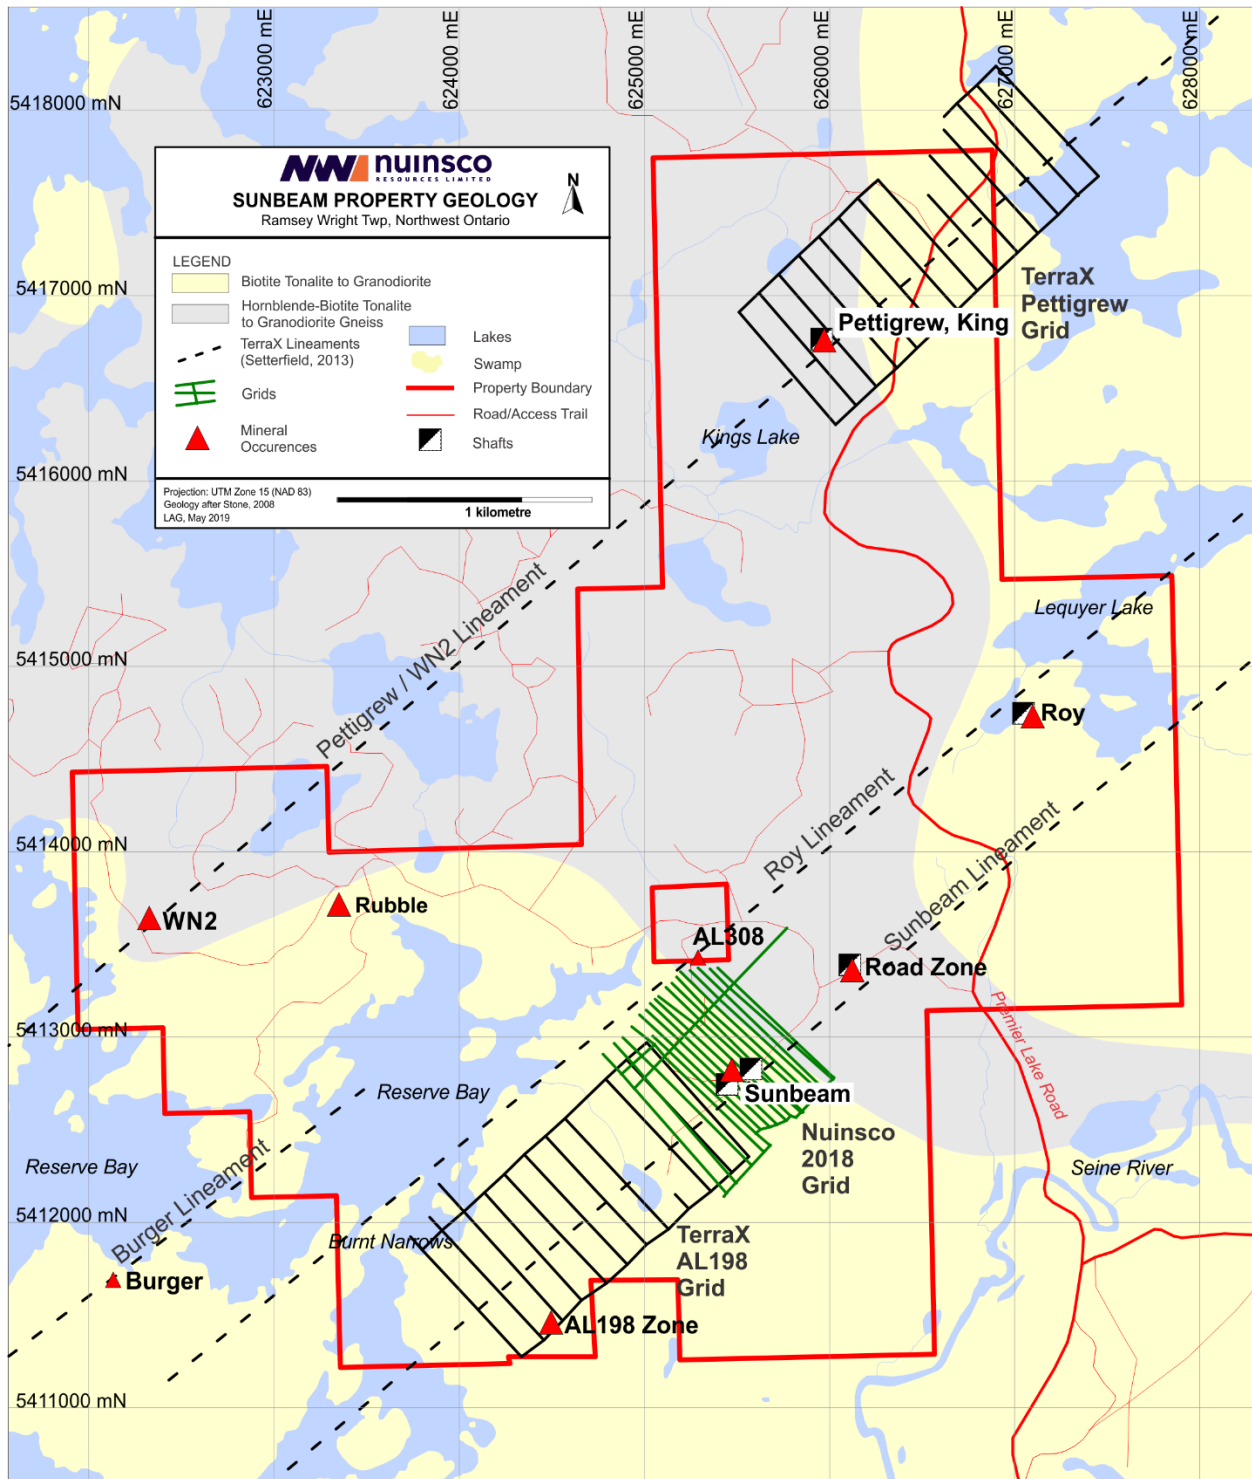 623000 mE
624000 mE
625000 mE
626000 mE
627000 mE
628000 mE
5418000 mN
nuinsco
RESOURCES LIMITED
SUNBEAM PROPERTY GEOLOGY
Ramsey Wright Twp, Northwest Ontario
N
LEGEND
Biotite Tonalite to Granodiorite
Hornblende-Biotite Tonalite
to Granodiorite Gneiss
TerraX Lineaments
(Setterfield, 2013)
Grids
Mineral
Occurences
Lakes
Swamp
Property Boundary
Road/Access Trail
Shafts
Projection: UTM Zone 15 (NAD 83)
Geology after Stone, 2008
LAG, May 2019
1 kilometre
5417000 mN
TerraX
Pettigrew
Grid
Pettigrew, King
Kings Lake
5416000 mN
Pettigrew / WN2 Lineament
Lequyer Lake
5415000 mN
Roy
Roy Lineament
Sunbeam Lineament
5414000 mN
WN2
Rubble
AL308
Road Zone
5413000 mN
Premier Lake Road
Reserve Bay
Sunbeam
Nuinsco
2018
Grid
Reserve Bay
Seine River
Burger Lineament
5412000 mN
Burnt Narrows
TerraX
AL198
Grid
Burger
AL198 Zone
5411000 mN